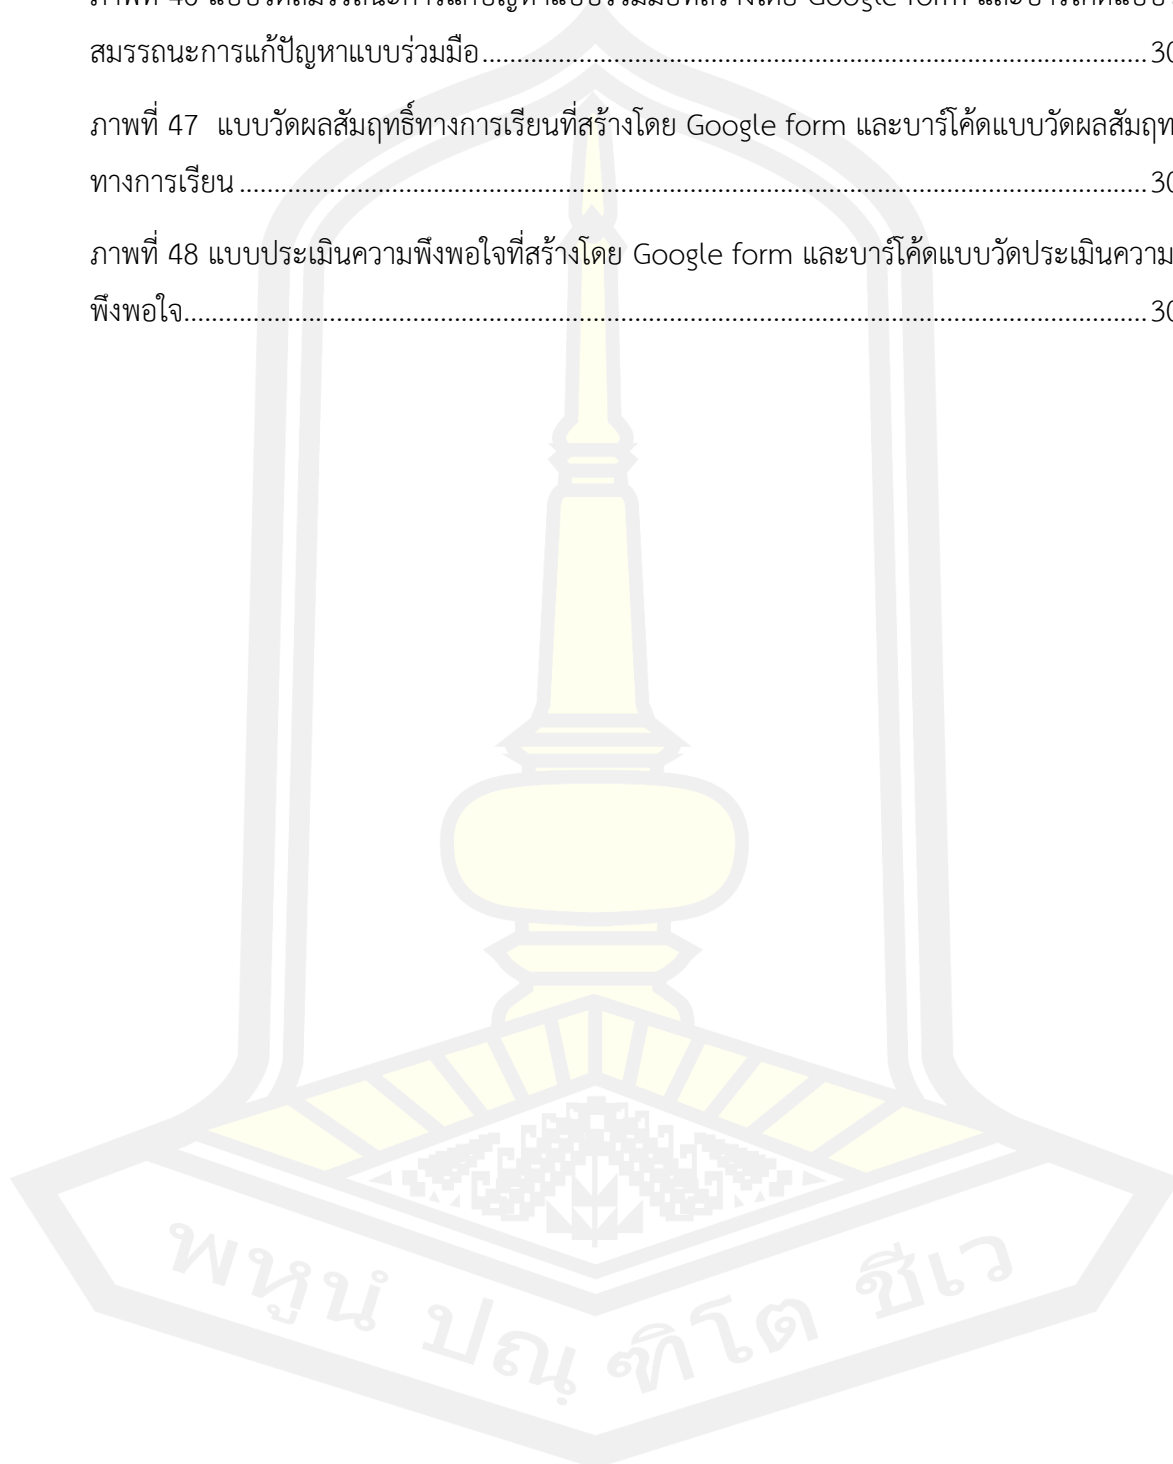 สมรรถนะการแก้ปัญหาแบบร่วมมือ........................................................................................................30
ภาพที่ 47 แบบวัดผลสัมฤทธิ์ทางการเรียนที่สร้างโดย Google form และบาร์โค้ดแบบวัดผลสัมฤท
ทางการเรียน........................................................................................................30
ภาพที่ 48 แบบประเมินความพึงพอใจที่สร้างโดย Google form และบาร์โค้ดแบบวัดประเมินความ
พึงพอใจ........................................................................................................30
พหูนํ ปณฺฑิโต ชีเว